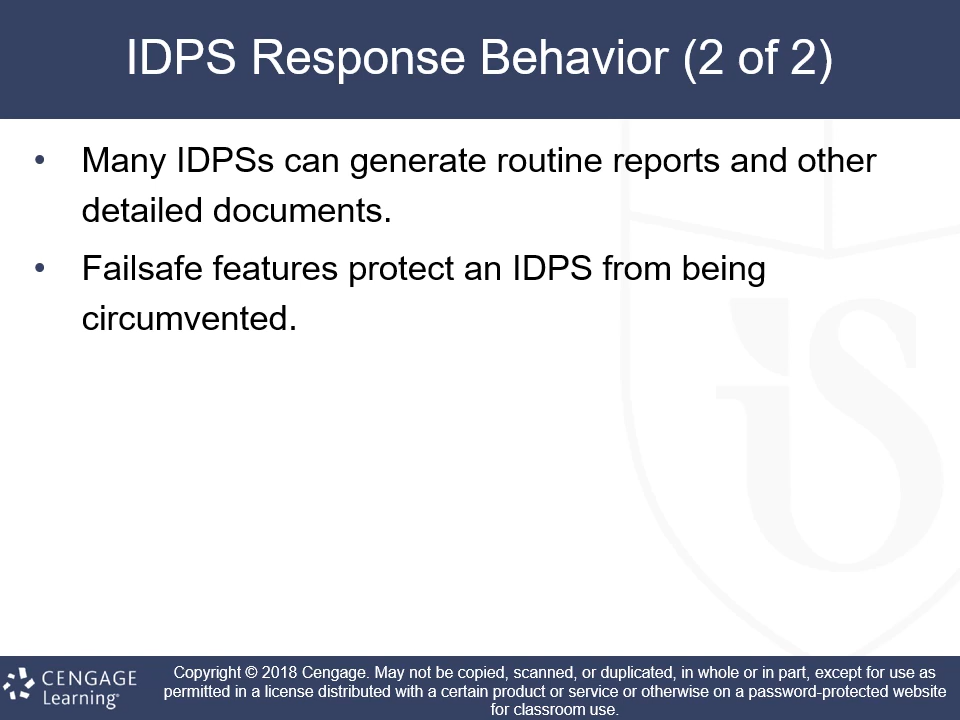 IDPS Response Behavior (2 of 2)
• Many IDPSs can generate routine reports and other
detailed documents.
• Failsafe features protect an IDPS from being
circumvented.
iS
CENGAGE
Learning®
Copyright © 2018 Cengage. May not be copied, scanned, or duplicated, in whole or in part, except for use as
permitted in a license distributed with a certain product or service or otherwise on a password-protected website
for classroom use.